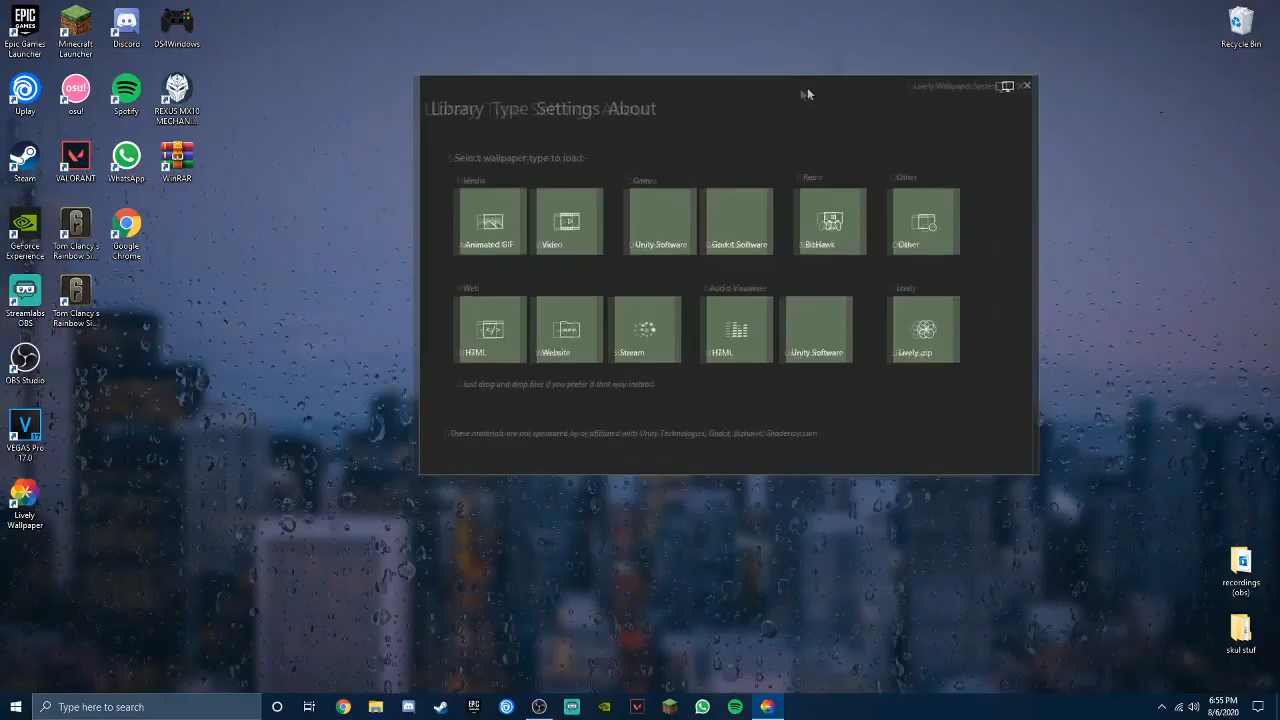 Epic Games
Launcher
Minecraft
Launcher
Discord
DS4Windows
Recycle Bin
Uplay
osu!
Spotify
REXUS MX10
MECHAN...
Steam
VALORANT
WhatsApp
WinRAR
GeForce
Experience
Tom Clancy's
Rainbow Si...
Google
Chrome
Streamlabs
OBS
Tom Clancy's
Rainbow Si...
OBS Studio
VEGAS Pro
17.0
Lively
Wallpaper
Lively Wallpaper System
Library Type Settings About
Select wallpaper type to load:-
Media
Games
Retro
Other
Animated GIF
Video
Unity Software
Godot Software
BizHawk
Other
Web
Audio Visualiser
Lively
HTML
Website
Stream
HTML
Unity Software
Lively .zip
Just drag and drop files if you prefer it that way instead.
These materials are not sponsored by or affiliated with Unity Technologies, Godot, Bizhawk, Shadertoy.com
recordings
(obs)
skul stuf
Type here to search
6:55 PM
8/6/2020